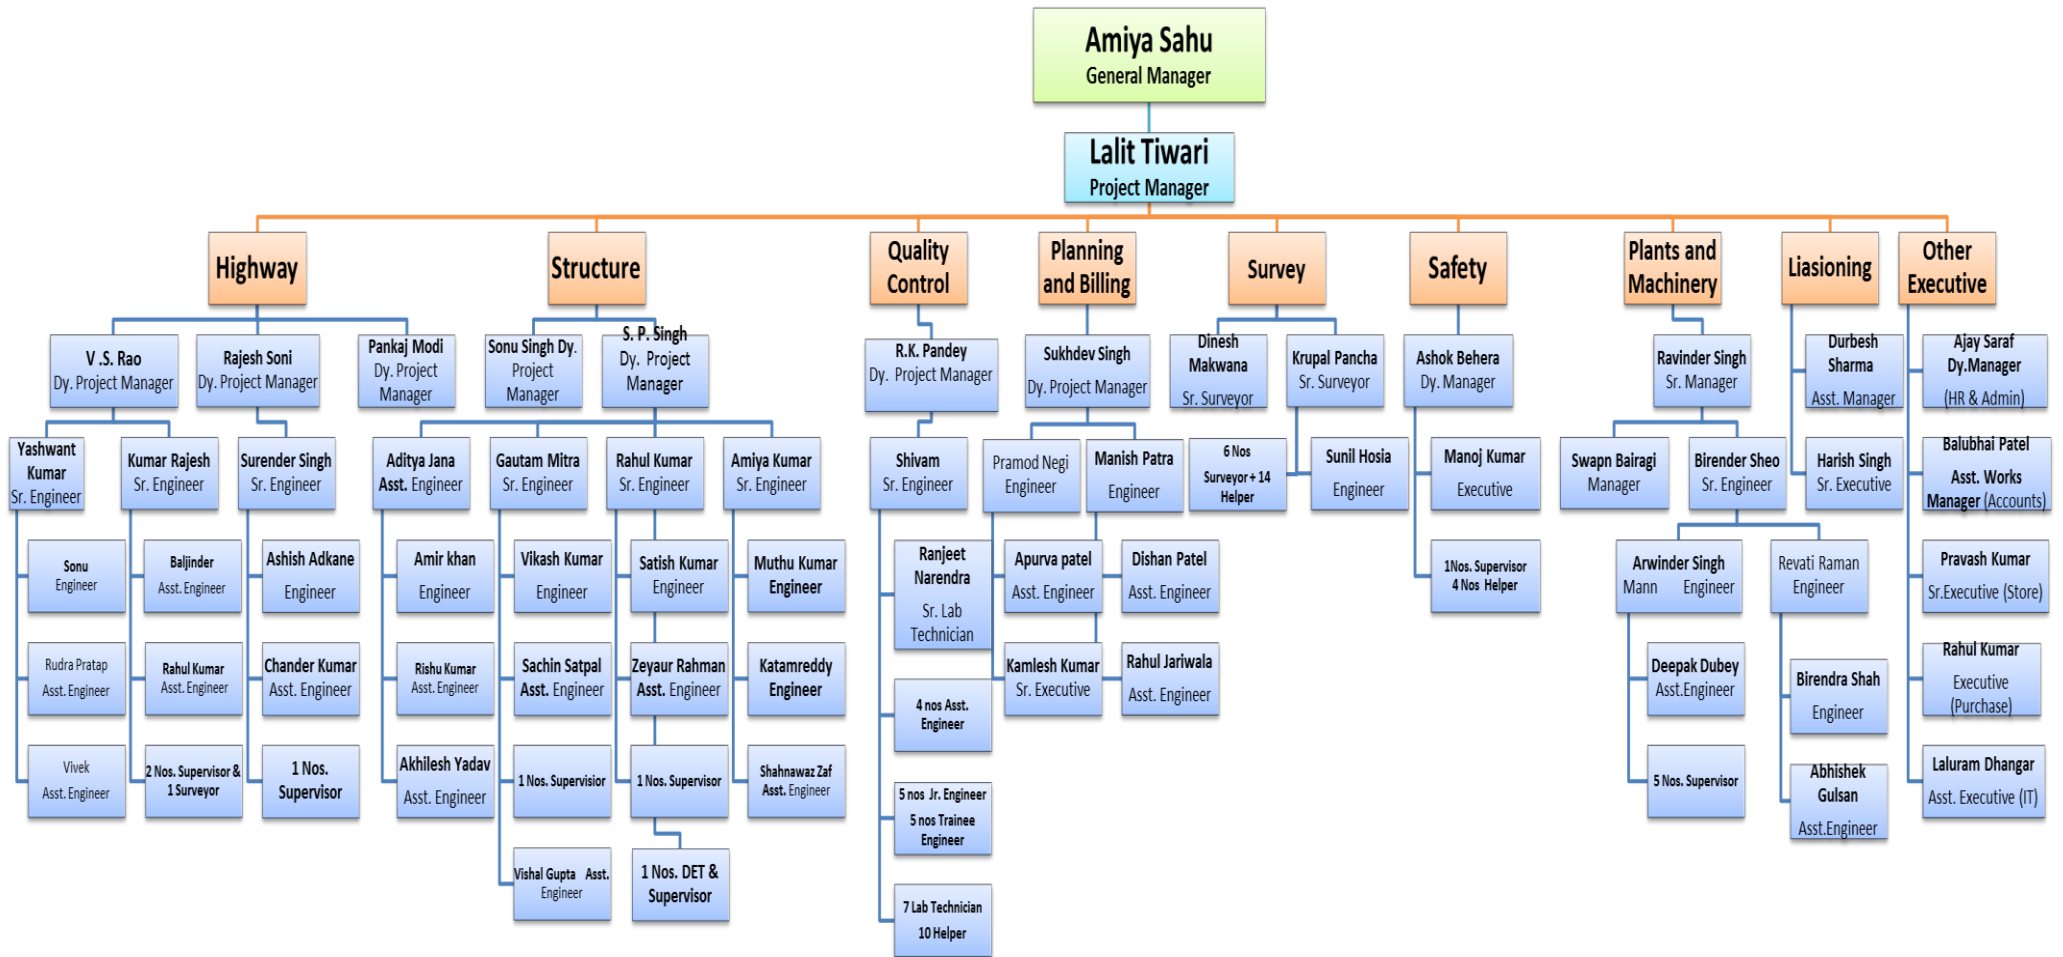 Amiya Sahu
General Manager
Lalit Tiwari
Project Manager
Highway
Structure
Quality
Control
Planning
and Billing
Survey
Safety
Plants and
Machinery
Liasioning
Other
Executive
V .S. Rao
Dy. Project Manager
Rajesh Soni
Dy. Project Manager
Pankaj Modi
Dy. Project
Manager
Sonu Singh Dy.
Project
Manager
S. P. Singh
Dy. Project
Manager
R.K. Pandey
Dy. Project Manager
Sukhdev Singh
Dy. Project Manager
Dinesh
Makwana
Sr. Surveyor
Krupal Pancha
Sr. Surveyor
Ashok Behera
Dy. Manager
Ravinder Singh
Sr. Manager
Durbesh
Sharma
Asst. Manager
Ajay Saraf
Dy.Manager
(HR & Admin)
Yashwant
Kumar
Sr. Engineer
Kumar Rajesh
Sr. Engineer
Surender Singh
Sr. Engineer
Aditya Jana
Asst. Engineer
Gautam Mitra
Sr. Engineer
Rahul Kumar
Sr. Engineer
Amiya Kumar
Sr. Engineer
Shivam
Sr. Engineer
Pramod Negi
Engineer
Manish Patra
Engineer
6 Nos
Surveyor + 14
Helper
Sunil Hosia
Engineer
Manoj Kumar
Executive
Swapn Bairagi
Manager
Birender Sheo
Sr. Engineer
Harish Singh
Sr. Executive
Balubhai Patel
Asst. Works
Manager (Accounts)
Sonu
Engineer
Baljinder
Asst. Engineer
Ashish Adkane
Engineer
Amir khan
Engineer
Vikash Kumar
Engineer
Satish Kumar
Engineer
Muthu Kumar
Engineer
Ranjeet
Narendra
Sr. Lab
Technician
Apurva patel
Asst. Engineer
Dishan Patel
Asst. Engineer
1Nos. Supervisor
4 Nos Helper
Arwinder Singh
Mann Engineer
Revati Raman
Engineer
Pravash Kumar
Sr.Executive (Store)
Rudra Pratap
Asst. Engineer
Rahul Kumar
Asst. Engineer
Chander Kumar
Asst. Engineer
Rishu Kumar
Asst. Engineer
Sachin Satpal
Asst. Engineer
Zeyaur Rahman
Asst. Engineer
Katamreddy
Engineer
4 nos Asst.
Engineer
Kamlesh Kumar
Sr. Executive
Rahul Jariwala
Asst. Engineer
Deepak Dubey
Asst.Engineer
Birendra Shah
Engineer
Rahul Kumar
Executive
(Purchase)
Vivek
Asst. Engineer
2 Nos. Supervisor &
1 Surveyor
1 Nos.
Supervisor
Akhilesh Yadav
Asst. Engineer
1 Nos. Supervisior
1 Nos. Supervisor
Shahnawaz Zaf
Asst. Engineer
5 nos Jr. Engineer
5 nos Trainee
Engineer
5 Nos. Supervisor
Abhishek
Gulsan
Asst.Engineer
Laluram Dhangar
Asst. Executive (IT)
Vishal Gupta Asst.
Engineer
1 Nos. DET &
Supervisor
7 Lab Technician
10 Helper